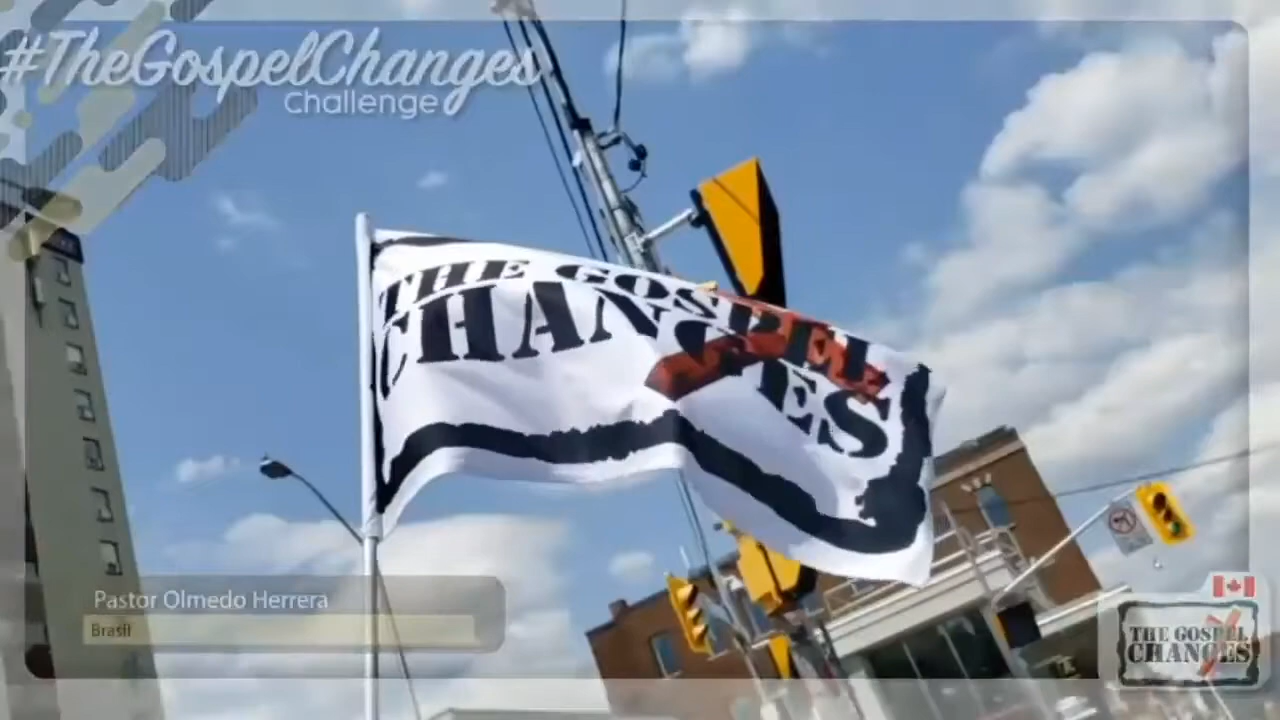 #TheGospelChanges
Challenge
THE GOSPEL
CHANGES
Pastor Olmedo Herrera
Brasil
THE GOSPEL
CHANGES